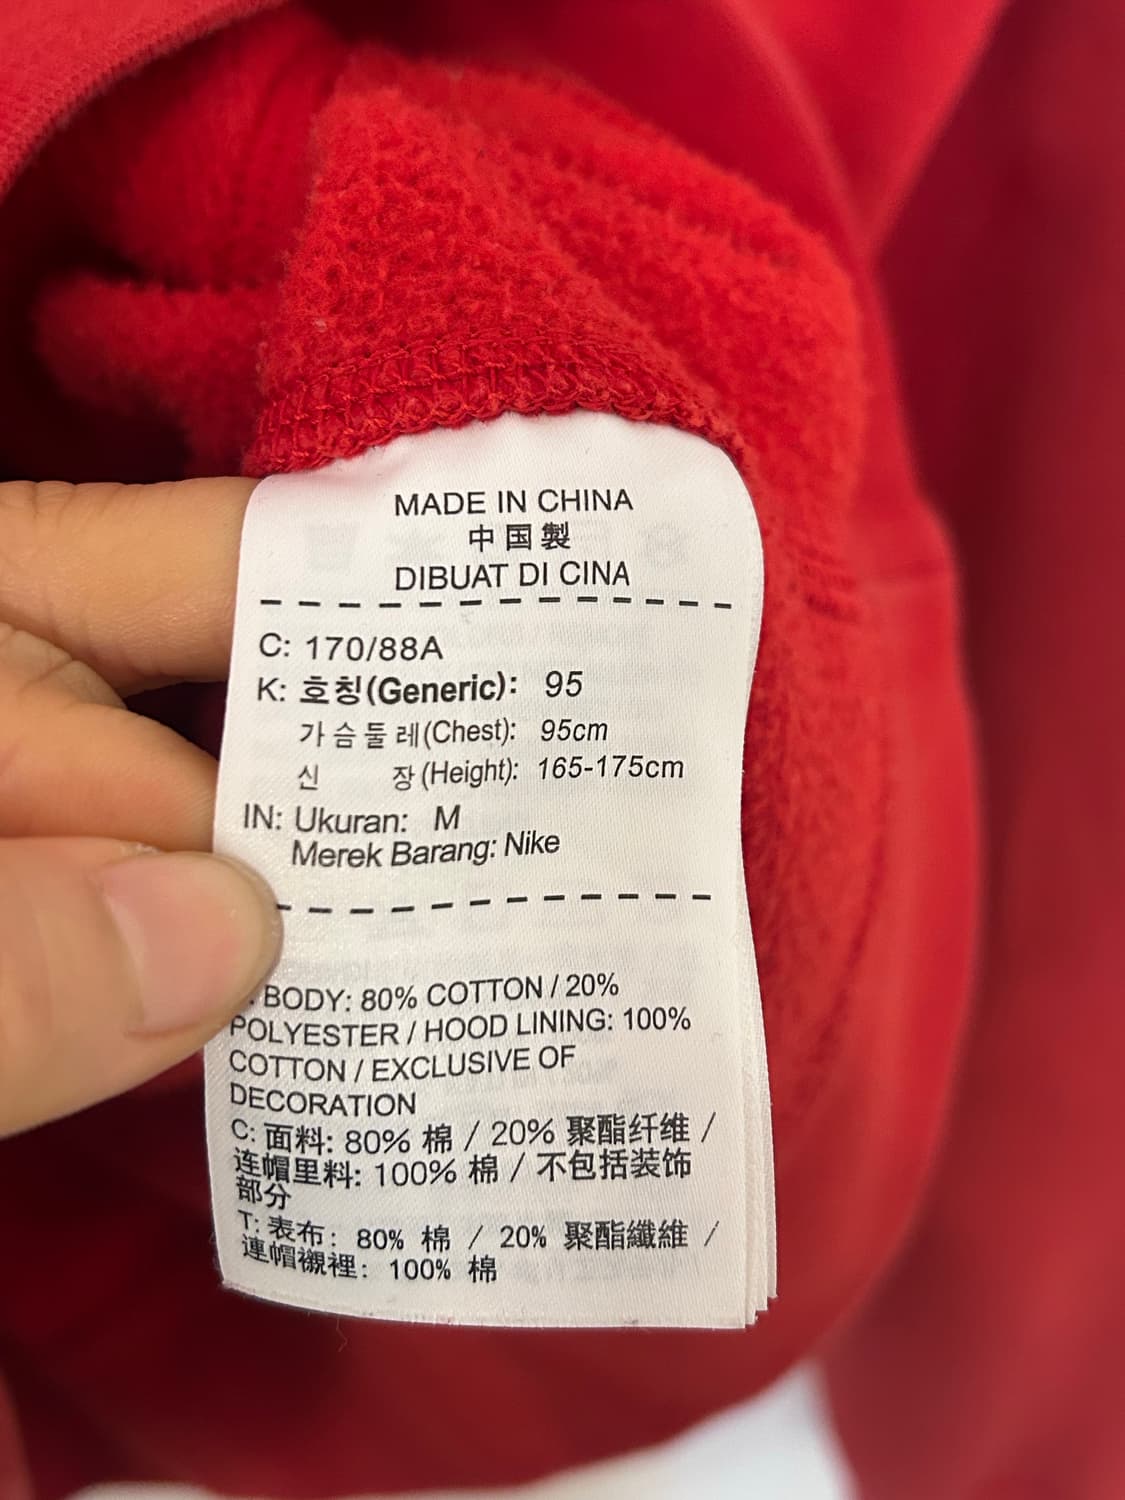 MADE IN CHINA
中国製
DIBUAT DI CINA
C: 170/88A
K: 호칭(Generic): 95
가슴둘레(Chest): 95cm
신 장(Height): 165-175cm
IN: Ukuran: M
Merek Barang: Nike
BODY: 80% COTTON / 20%
POLYESTER / HOOD LINING: 100%
COTTON / EXCLUSIVE OF
DECORATION
C: 面料: 80% 棉 / 20% 聚酯纤维 /
连帽里料: 100% 棉 / 不包括装饰
部分
T: 表布: 80% 棉 / 20% 聚酯纖維 /
連帽襯裡: 100% 棉